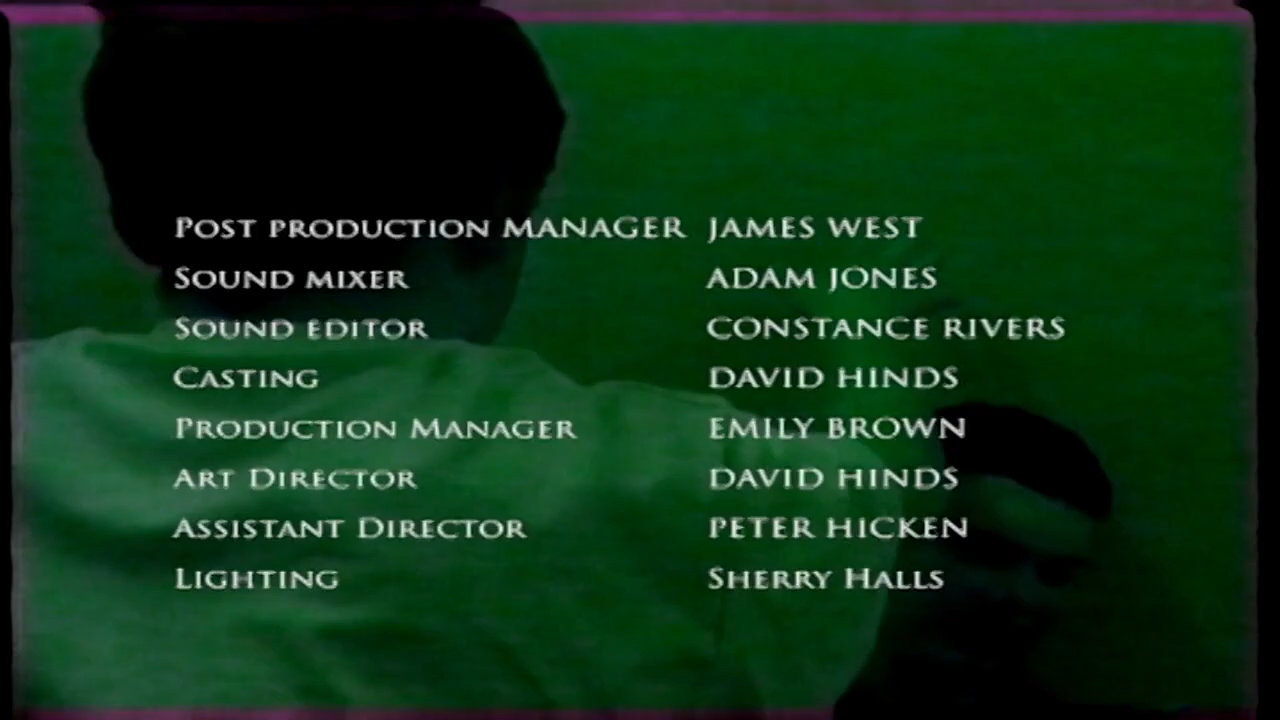 Post production manager James West
Sound mixer Adam Jones
Sound editor Constance Rivers
Casting David Hinds
Production Manager Emily Brown
Art Director David Hinds
Assistant Director Peter Hicken
Lighting Sherry Halls